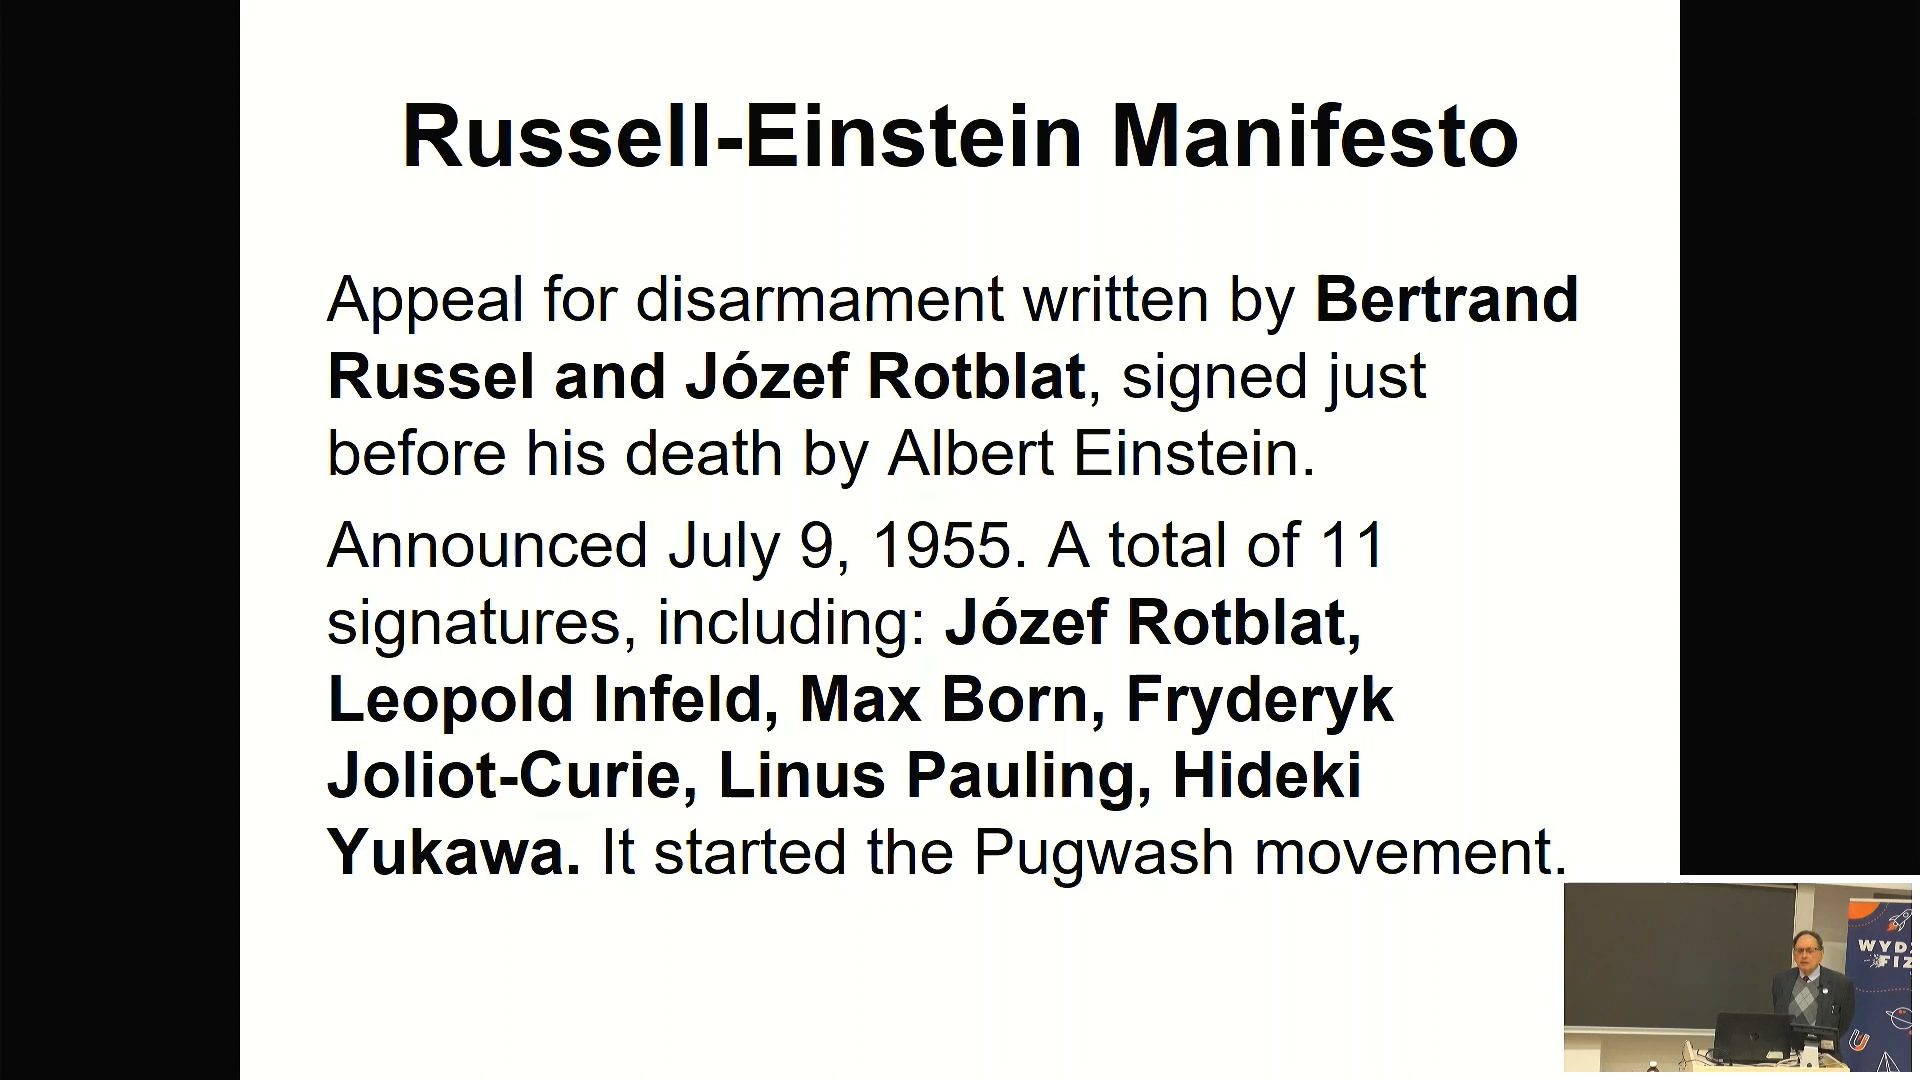 Russell-Einstein Manifesto
Appeal for disarmament written by Bertrand
Russel and Józef Rotblat, signed just
before his death by Albert Einstein.
Announced July 9, 1955. A total of 11
signatures, including: Józef Rotblat,
Leopold Infeld, Max Born, Fryderyk
Joliot-Curie, Linus Pauling, Hideki
Yukawa. It started the Pugwash movement.
WYDZ
FIZ